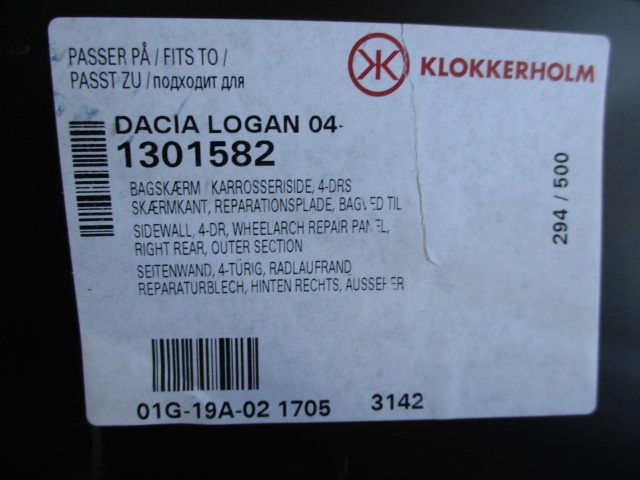 PASSER PÅ / FITS TO /
PASST ZU / подходит для
KLOKKERHOLM
DACIA LOGAN 04-
1301582
BAGSKÆRM / KARROSSERISIDE, 4-DRS
SKÆRMKANT, REPARATIONSPLADE, BAGVED TIL
SIDEWALL, 4-DR, WHEELARCH REPAIR PANEL,
RIGHT REAR, OUTER SECTION
SEITENWAND, 4-TÜRIG, RADLAUFRAND
REPARATURBLECH, HINTEN RECHTS, AUSSERER
294 / 500
01G-19A-02 1705
3142